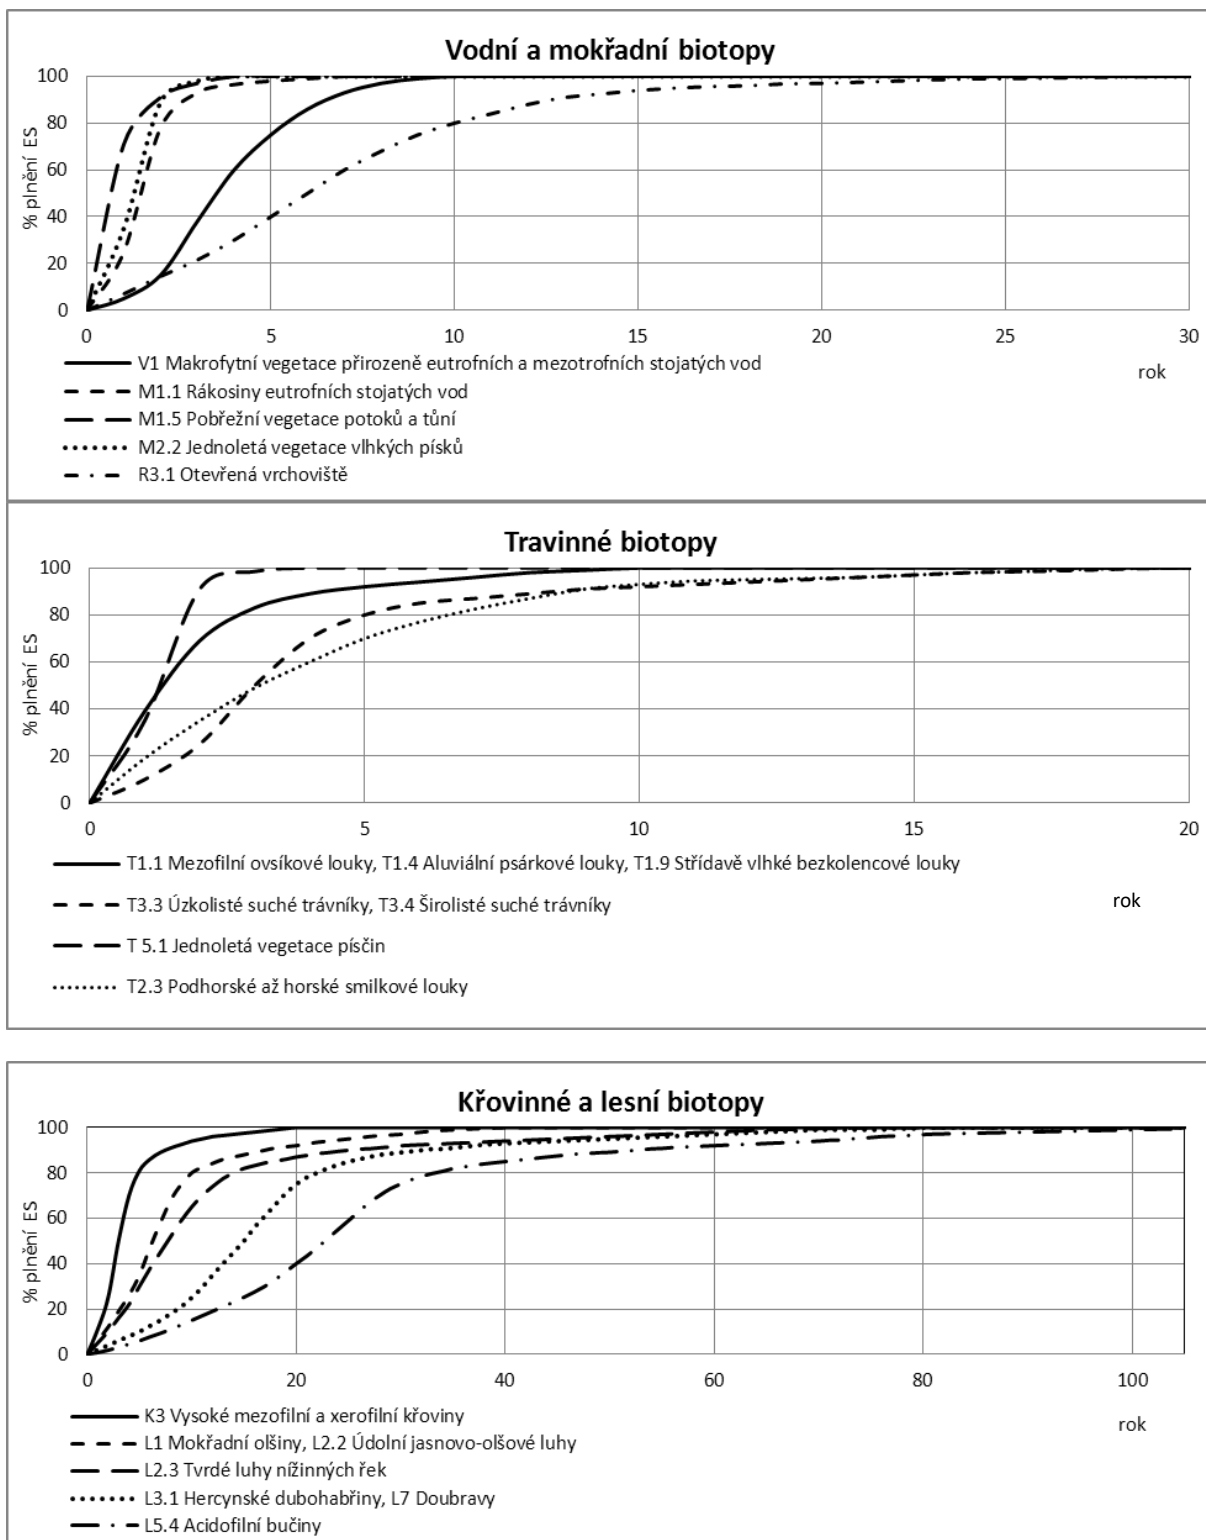 Vodní a mokřadní biotopy
% plnění ES
100
80
60
40
20
0
0 5 10 15 20 25 30
rok
V1 Makrofytní vegetace přirozeně eutrofních a mezotrofních stojatých vod
M1.1 Rákosiny eutrofních stojatých vod
M1.5 Pobřežní vegetace potoků a tůní
M2.2 Jednoletá vegetace vlhkých písků
R3.1 Otevřená vrchoviště
Travinné biotopy
% plnění ES
100
80
60
40
20
0
0 5 10 15 20
rok
T1.1 Mezofilní ovsíkové louky, T1.4 Aluviální psárkové louky, T1.9 Střídavě vlhké bezkolencové louky
T3.3 Úzkolisté suché trávníky, T3.4 Širolisté suché trávníky
T 5.1 Jednoletá vegetace písčin
T2.3 Podhorské až horské smilkové louky
Křovinné a lesní biotopy
% plnění ES
100
80
60
40
20
0
0 20 40 60 80 100
rok
K3 Vysoké mezofilní a xerofilní křoviny
L1 Mokřadní olšiny, L2.2 Údolní jasnovo-olšové luhy
L2.3 Tvrdé luhy nížinných řek
L3.1 Hercynské dubohabřiny, L7 Doubravy
L5.4 Acidofilní bučiny